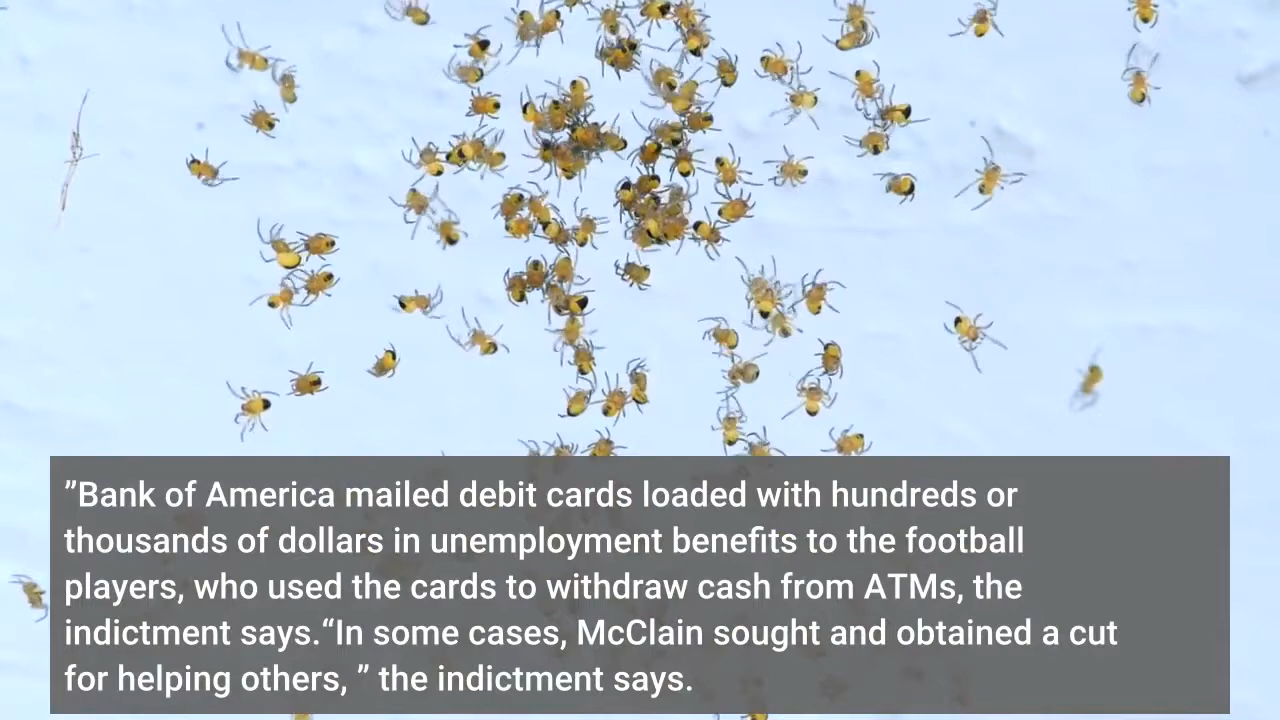 ”Bank of America mailed debit cards loaded with hundreds or
thousands of dollars in unemployment benefits to the football
players, who used the cards to withdraw cash from ATMs, the
indictment says.“In some cases, McClain sought and obtained a cut
for helping others, ” the indictment says.